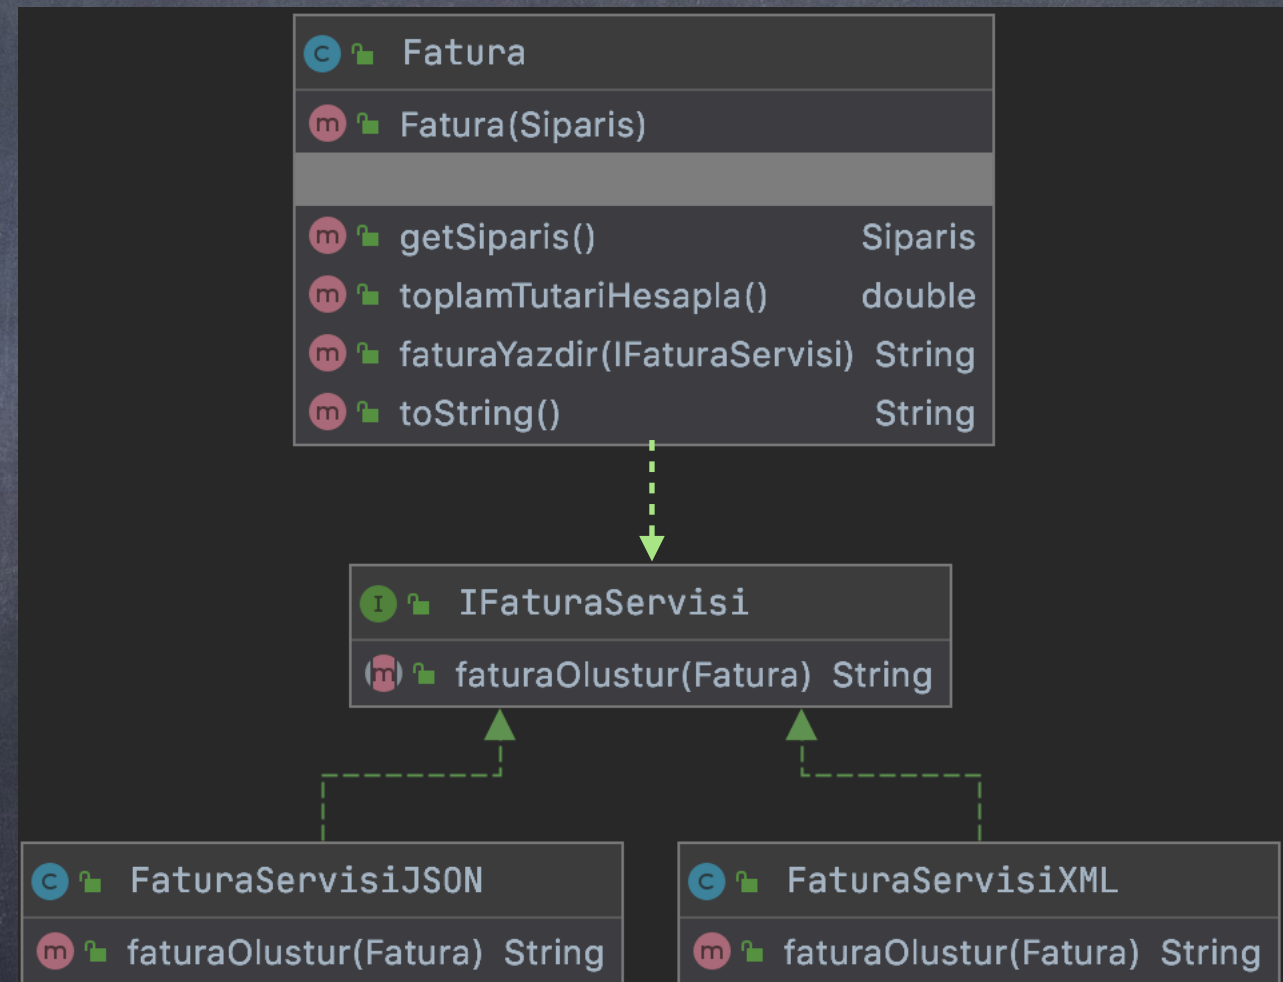 Fatura
Fatura(Siparis)
getSiparis() Siparis
toplamTutariHesapla() double
faturaYazdir(IFaturaServisi) String
toString() String
IFaturaServisi
faturaOlustur(Fatura) String
FaturaServisiJSON
faturaOlustur(Fatura) String
FaturaServisiXML
faturaOlustur(Fatura) String